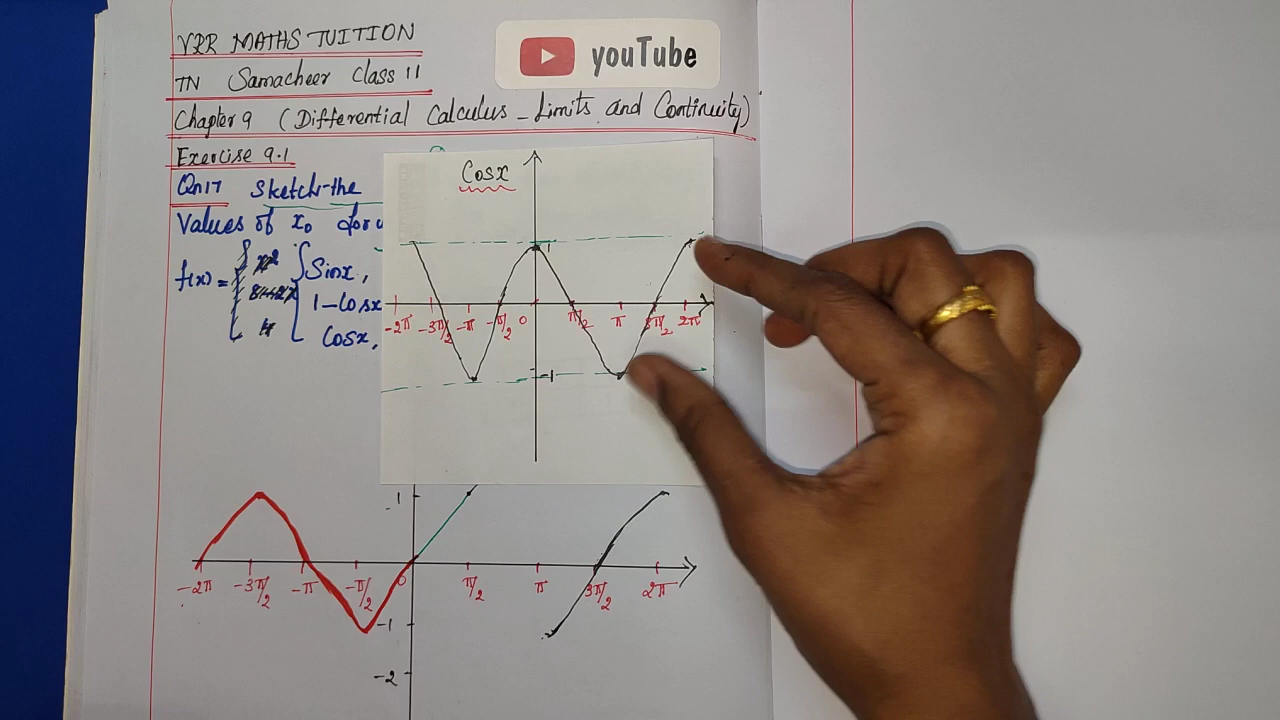 VRR MATHS TUITION
youTube
TN Samacheer Class 11
Chapter 9 (Differential Calculus - Limits and Continuity)
Exercise 9.1
Qn17 Sketch the
Values of x₀ for
f(x) = { Sinx,
1-Cosx
Cosx,
Cosx
1
-2π -3π/2 -π -π/2 0 π/2 π 3π/2 2π
-1
1
-2π -3π/2 -π -π/2 0 π/2 π 3π/2 2π
-1
-2